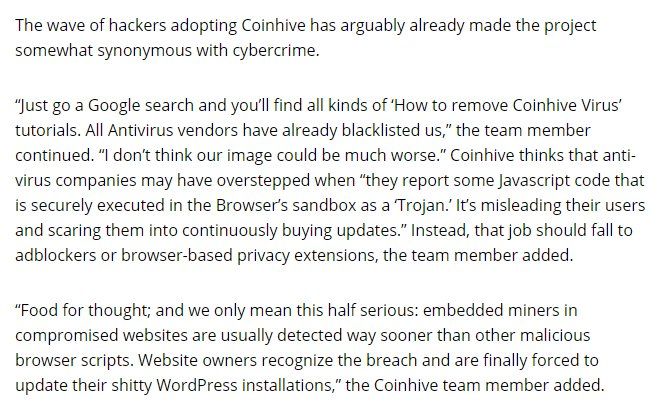 The wave of hackers adopting Coinhive has arguably already made the project
somewhat synonymous with cybercrime.
“Just go a Google search and you’ll find all kinds of ‘How to remove Coinhive Virus’
tutorials. All Antivirus vendors have already blacklisted us,” the team member
continued. “I don’t think our image could be much worse.” Coinhive thinks that anti-
virus companies may have overstepped when “they report some Javascript code that
is securely executed in the Browser’s sandbox as a ‘Trojan.’ It’s misleading their users
and scaring them into continuously buying updates.” Instead, that job should fall to
adblockers or browser-based privacy extensions, the team member added.
“Food for thought; and we only mean this half serious: embedded miners in
compromised websites are usually detected way sooner than other malicious
browser scripts. Website owners recognize the breach and are finally forced to
update their shitty WordPress installations,” the Coinhive team member added.